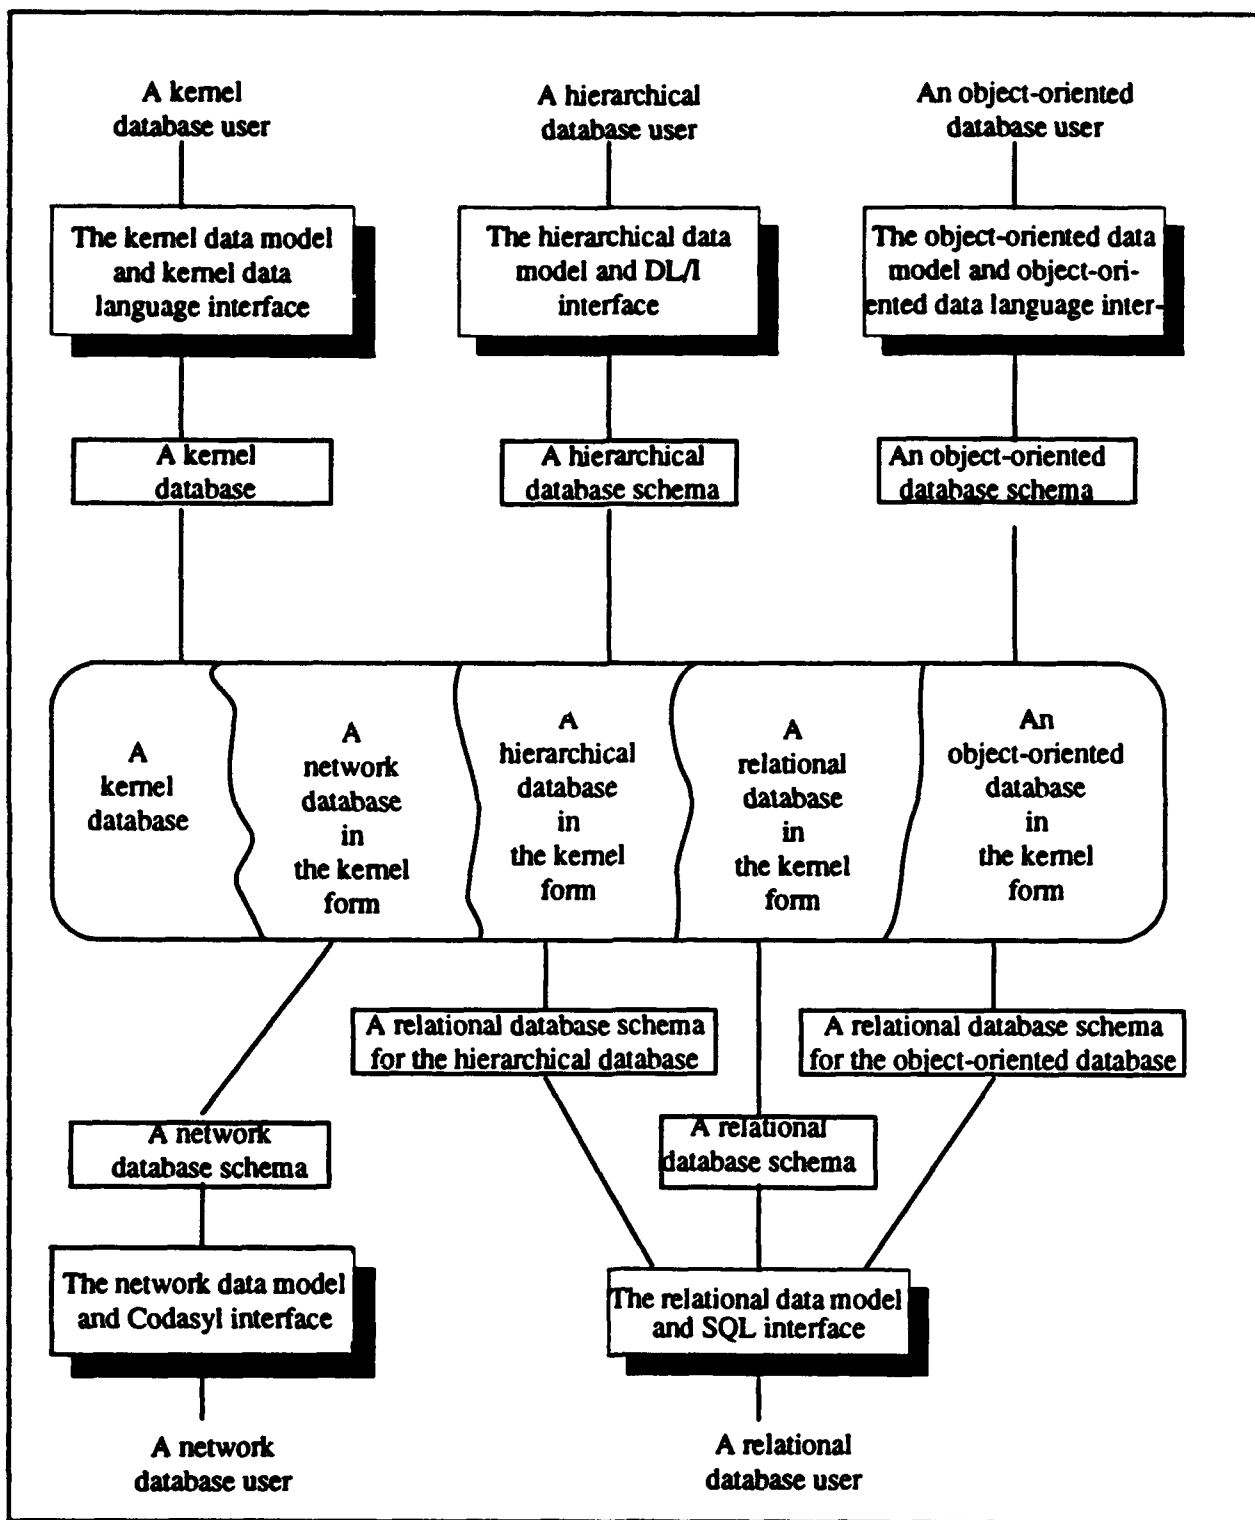 A kernel
database user
A hierarchical
database user
An object-oriented
database user
The kernel data model
and kernel data
language interface
The hierarchical data
model and DL/I
interface
The object-oriented data
model and object-ori-
ented data language inter-
A kernel
database
A hierarchical
database schema
An object-oriented
database schema
A
kernel
database
A
network
database
in
the kernel
form
A
hierarchical
database
in
the kernel
form
A
relational
database
in
the kernel
form
An
object-oriented
database
in
the kernel
form
A relational database schema
for the hierarchical database
A relational database schema
for the object-oriented database
A network
database schema
A relational
database schema
The network data model
and Codasyl interface
The relational data model
and SQL interface
A network
database user
A relational
database user